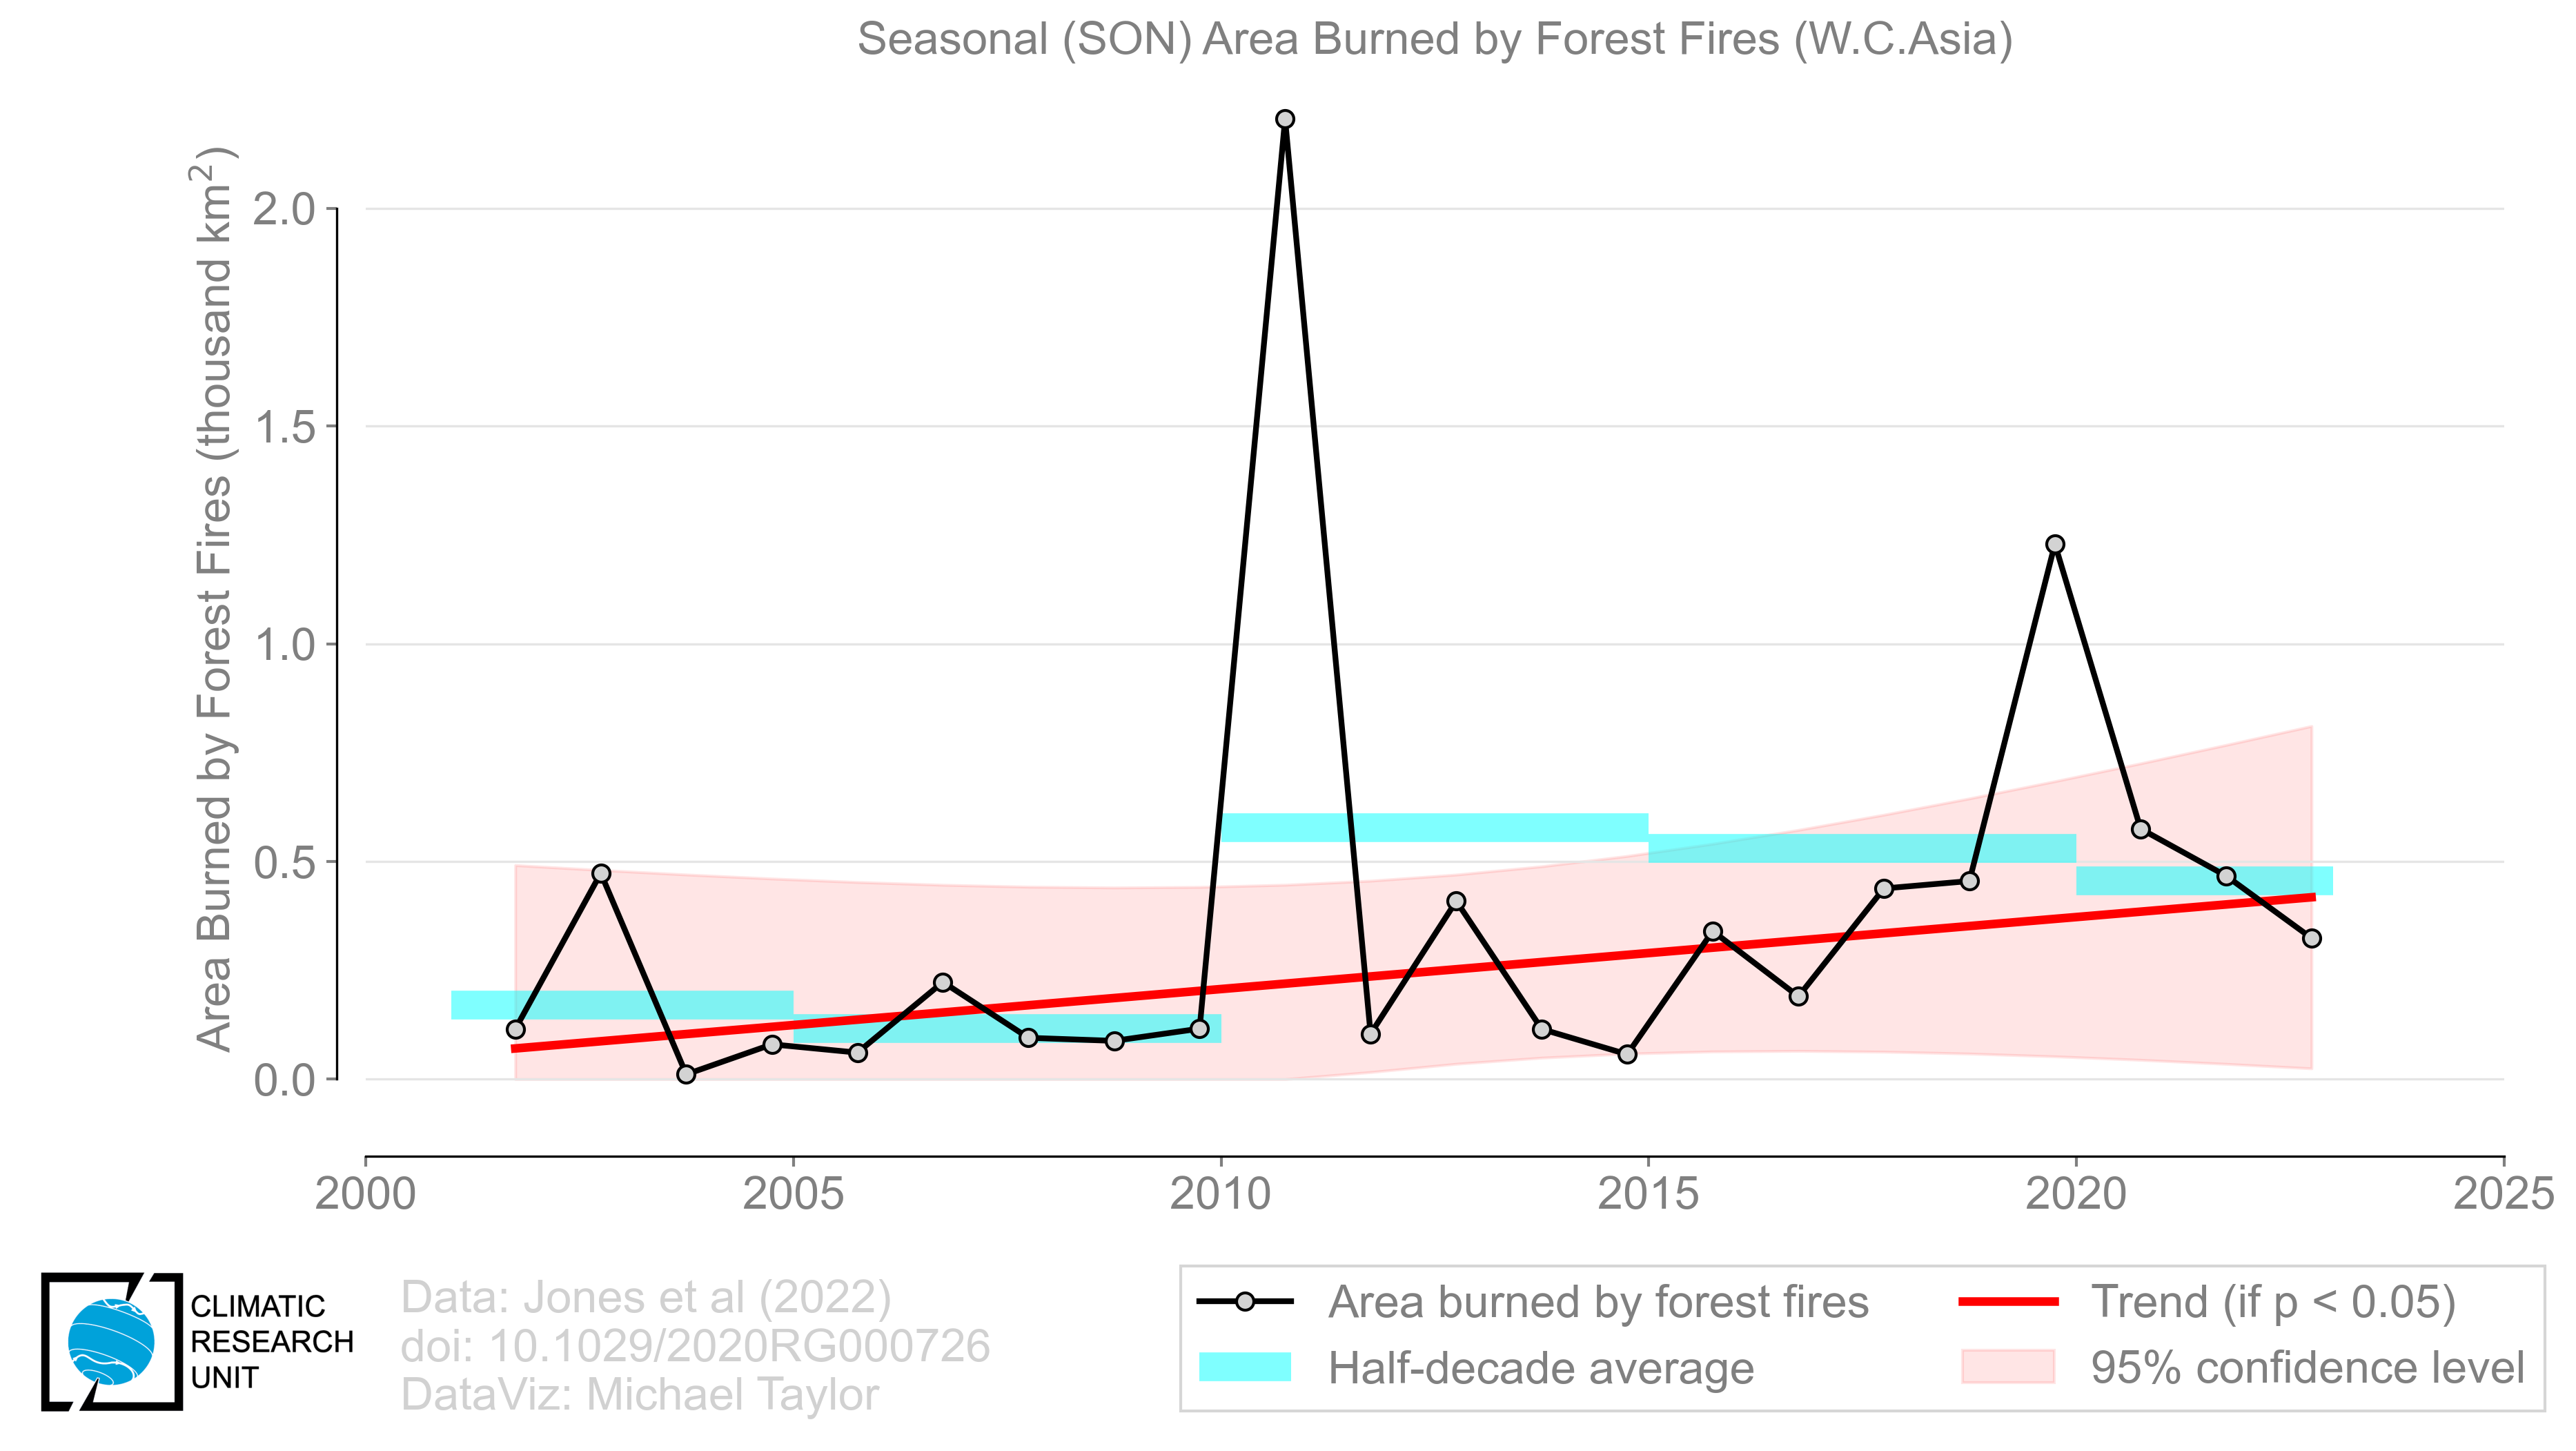 Seasonal (SON) Area Burned by Forest Fires (W.C.Asia)
Area Burned by Forest Fires (thousand km²)
2.0
1.5
1.0
0.5
0.0
2000 2005 2010 2015 2020 2025
CLIMATIC
RESEARCH
UNIT
Data: Jones et al (2022)
doi: 10.1029/2020RG000726
DataViz: Michael Taylor
Area burned by forest fires
Half-decade average
Trend (if p < 0.05)
95% confidence level